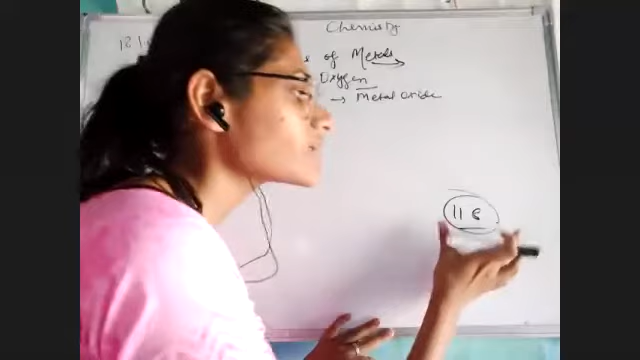 Chemistry
of Metals
Oxygen
→ Metal oxide
118